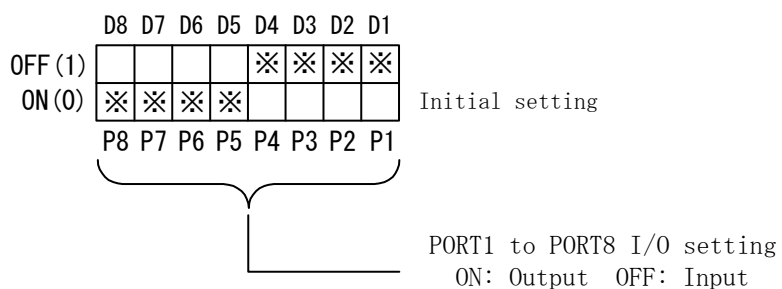 D8 D7 D6 D5 D4 D3 D2 D1
OFF(1) ※ ※ ※ ※
ON(0) ※ ※ ※ ※ Initial setting
P8 P7 P6 P5 P4 P3 P2 P1
PORT1 to PORT8 I/O setting
ON: Output OFF: Input